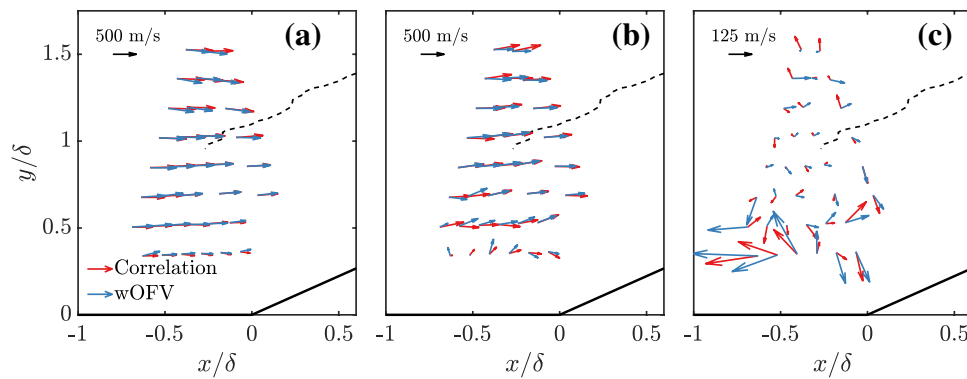 500 m/s (a)
500 m/s (b)
125 m/s (c)
1.5
1
0.5
0
y/δ
Correlation
wOFV
-1 -0.5 0 0.5
-1 -0.5 0 0.5
-1 -0.5 0 0.5
x/δ x/δ x/δ